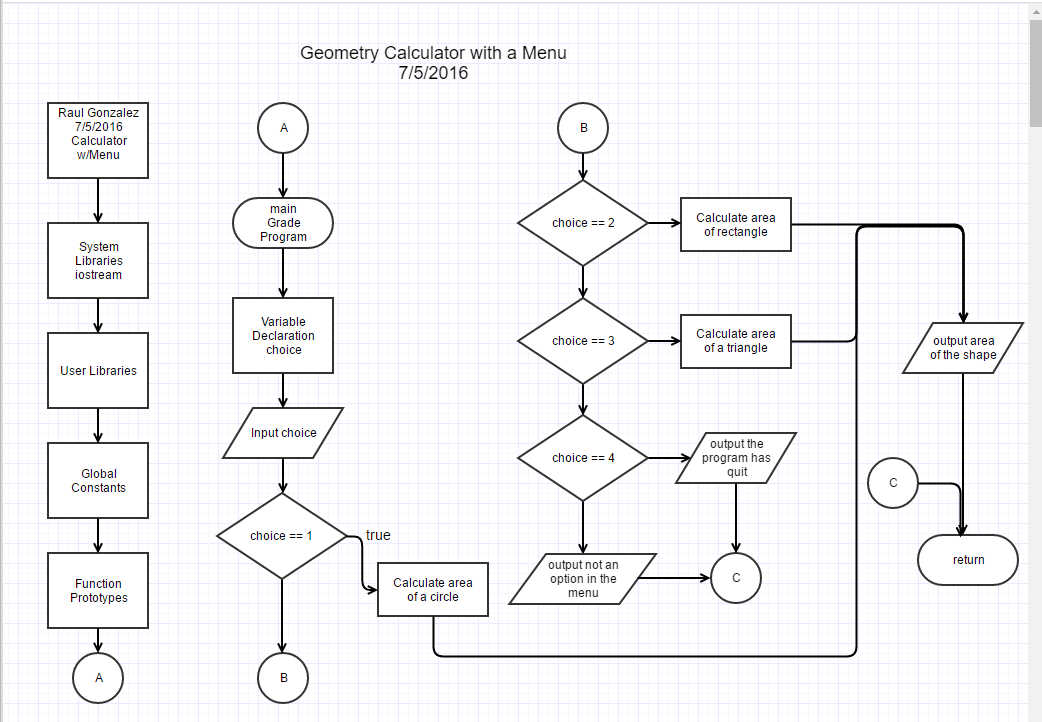 Geometry Calculator with a Menu
7/5/2016
Raul Gonzalez
7/5/2016
Calculator
w/Menu
System
Libraries
iostream
User Libraries
Global
Constants
Function
Prototypes
A
A
main
Grade
Program
Variable
Declaration
choice
Input choice
choice == 1
true
Calculate area
of a circle
B
B
choice == 2
Calculate area
of rectangle
choice == 3
Calculate area
of a triangle
choice == 4
output the
program has
quit
output not an
option in the
menu
C
output area
of the shape
C
return